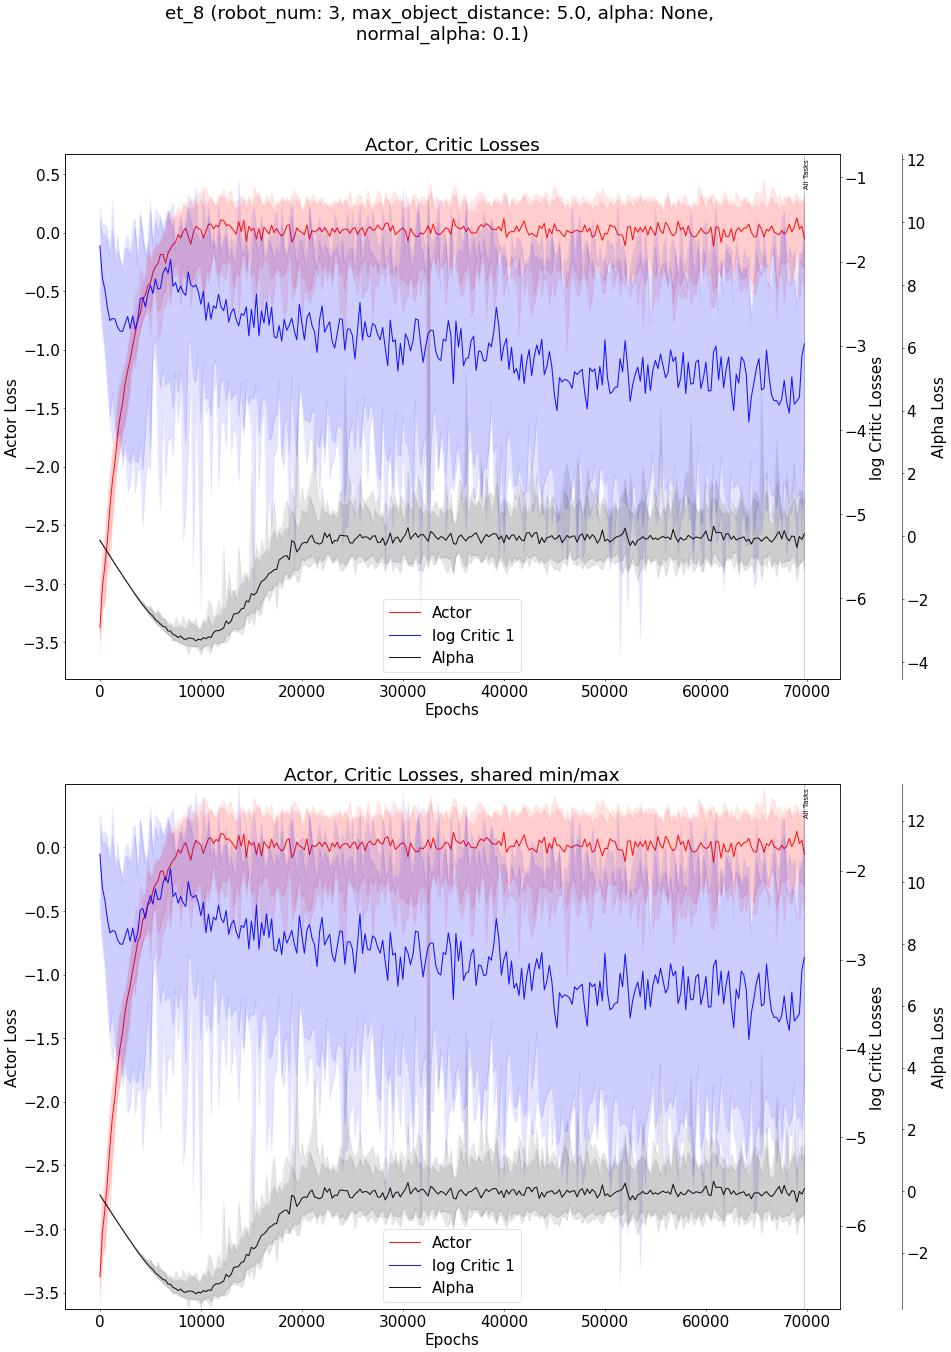 et_8 (robot_num: 3, max_object_distance: 5.0, alpha: None,
normal_alpha: 0.1)
Actor, Critic Losses
All Tasks
0.5
0.0
−0.5
−1.0
−1.5
−2.0
−2.5
−3.0
−3.5
Actor Loss
−1
−2
−3
−4
−5
−6
log Critic Losses
12
10
8
6
4
2
0
−2
−4
Alpha Loss
Actor
log Critic 1
Alpha
0 10000 20000 30000 40000 50000 60000 70000
Epochs
Actor, Critic Losses, shared min/max
All Tasks
0.0
−0.5
−1.0
−1.5
−2.0
−2.5
−3.0
−3.5
Actor Loss
−2
−3
−4
−5
−6
log Critic Losses
12
10
8
6
4
2
0
−2
Alpha Loss
Actor
log Critic 1
Alpha
0 10000 20000 30000 40000 50000 60000 70000
Epochs